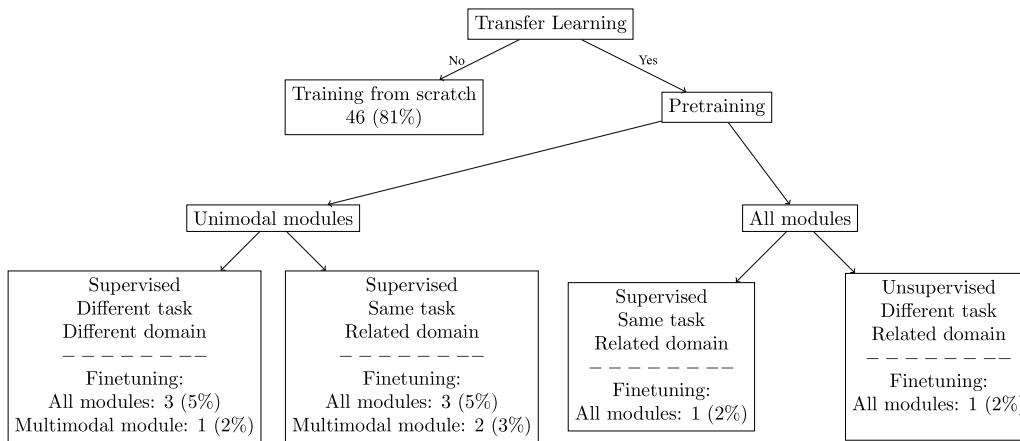 Transfer Learning
No
Yes
Training from scratch
46 (81%)
Pretraining
Unimodal modules
All modules
Supervised
Different task
Different domain
— — — — — — — —
Finetuning:
All modules: 3 (5%)
Multimodal module: 1 (2%)
Supervised
Same task
Related domain
— — — — — — — —
Finetuning:
All modules: 3 (5%)
Multimodal module: 2 (3%)
Supervised
Same task
Related domain
— — — — — — — —
Finetuning:
All modules: 1 (2%)
Unsupervised
Different task
Related domain
— — — — — — — —
Finetuning:
All modules: 1 (2%)